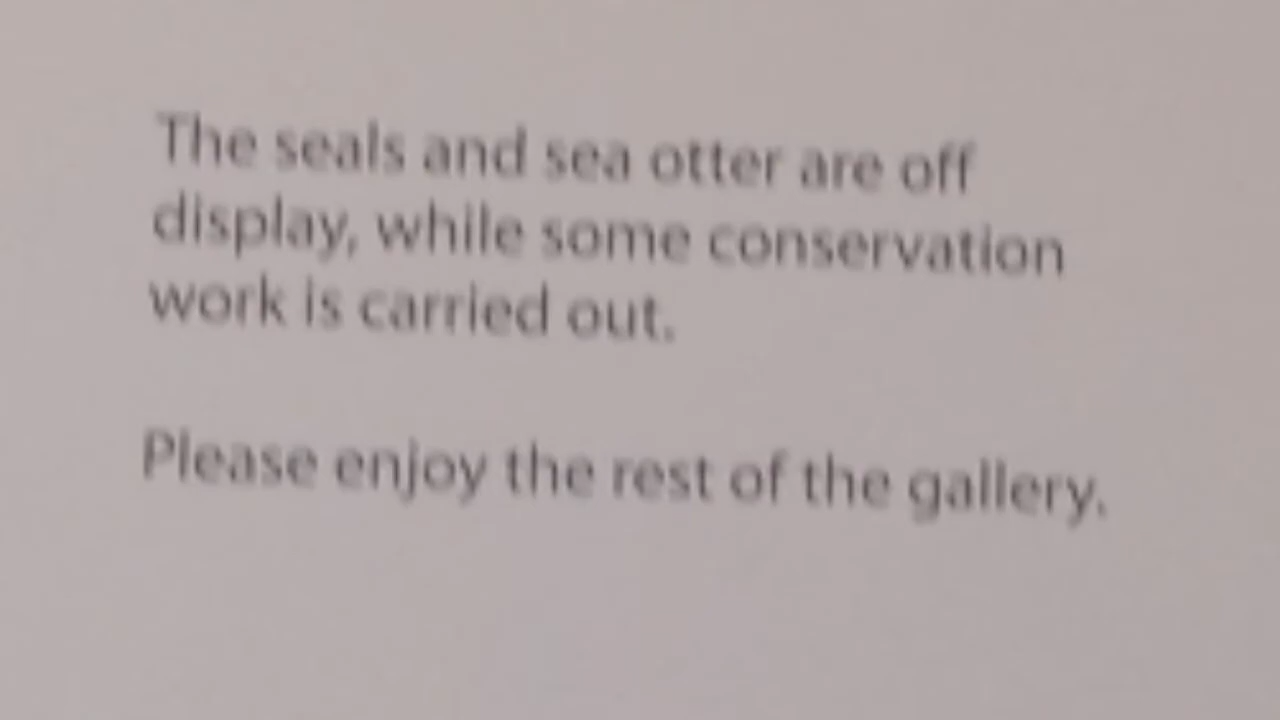 The seals and sea otter are off
display, while some conservation
work is carried out.
Please enjoy the rest of the gallery.